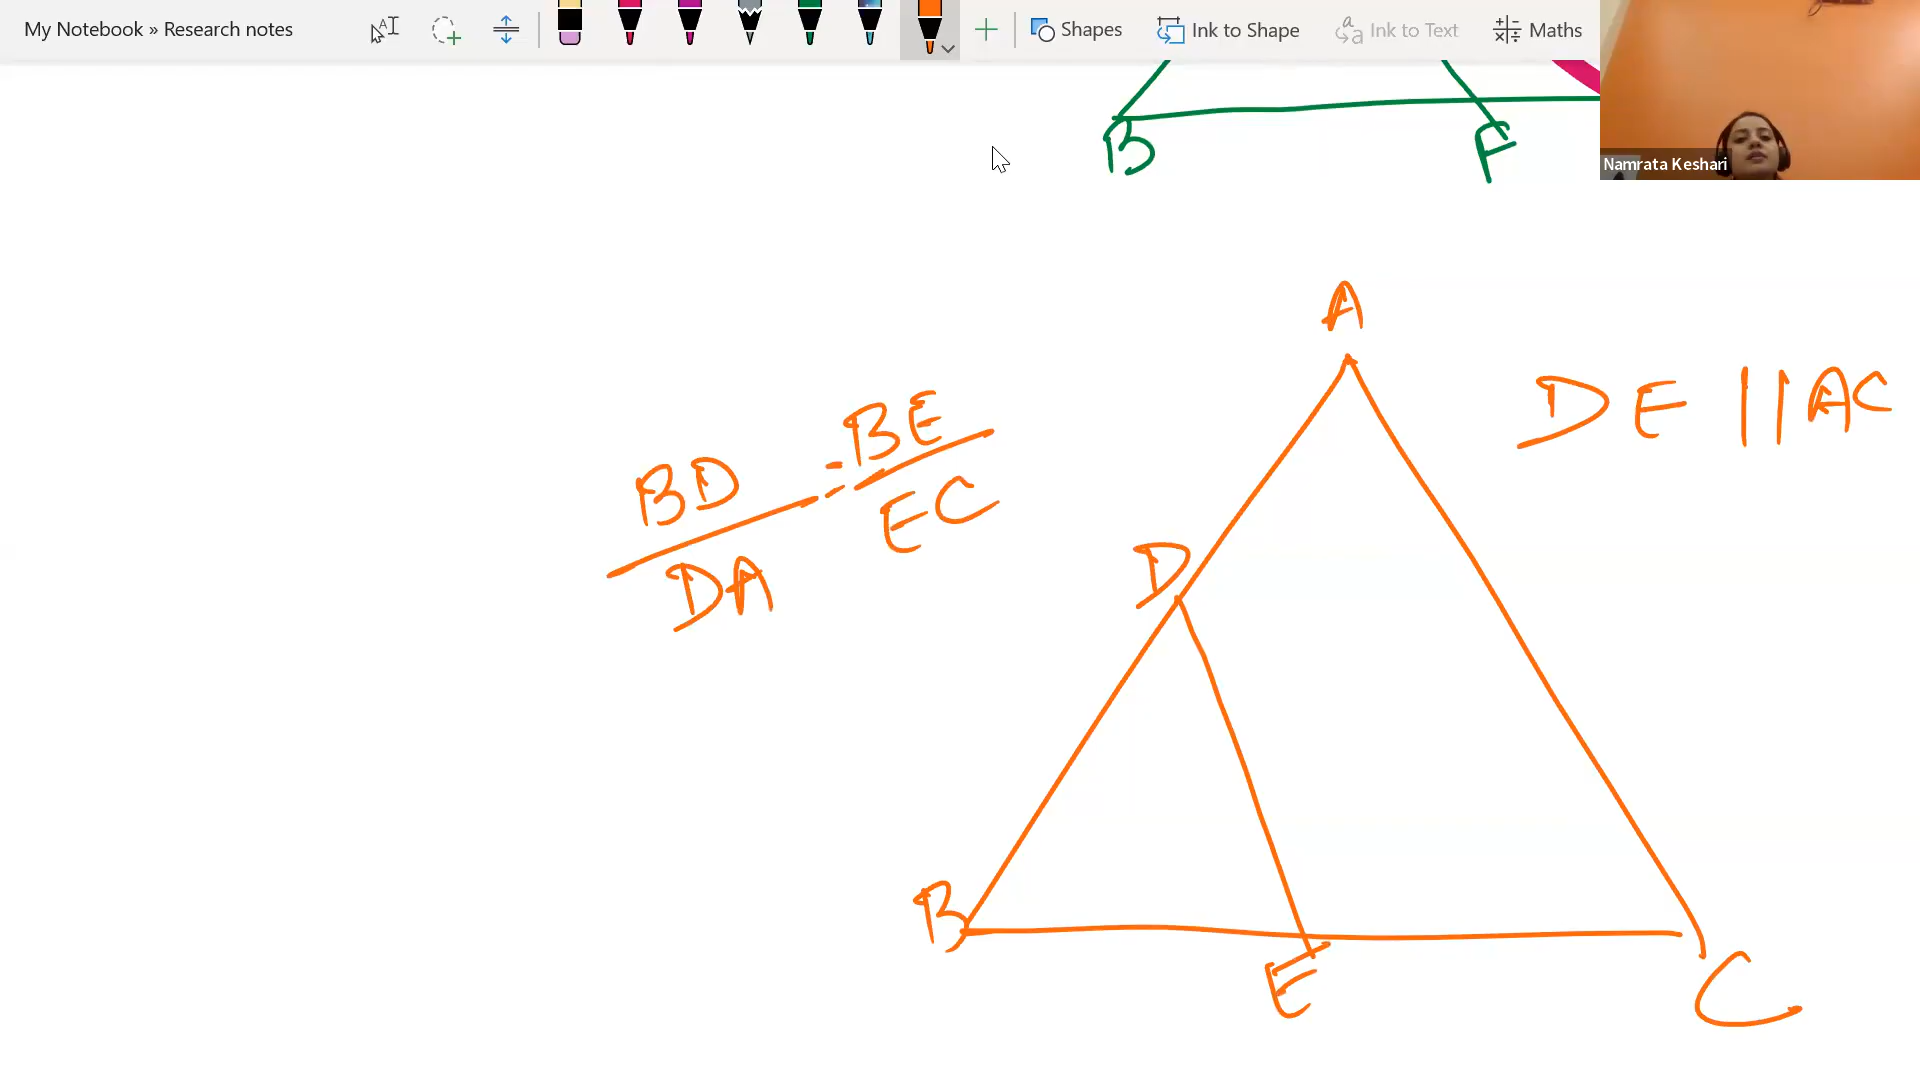 My Notebook » Research notes
Shapes
Ink to Shape
Ink to Text
Maths
Namrata Keshari
B
F
A
DE || AC
BD/DA = BE/EC
D
B
E
C